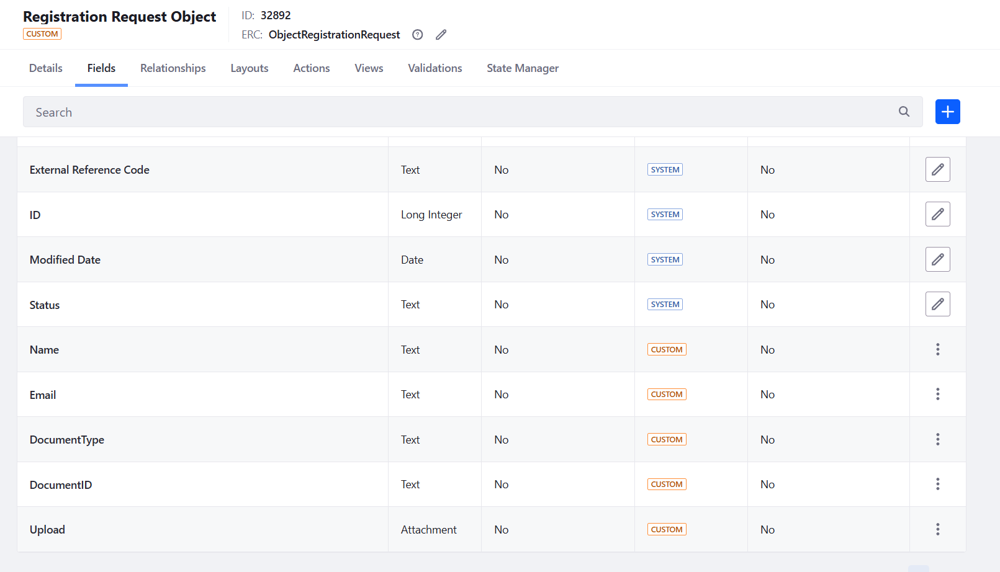 Registration Request Object
CUSTOM
ID: 32892
ERC: ObjectRegistrationRequest
Details Fields Relationships Layouts Actions Views Validations State Manager
Search
External Reference Code Text No SYSTEM No
ID Long Integer No SYSTEM No
Modified Date Date No SYSTEM No
Status Text No SYSTEM No
Name Text No CUSTOM No
Email Text No CUSTOM No
DocumentType Text No CUSTOM No
DocumentID Text No CUSTOM No
Upload Attachment No CUSTOM No